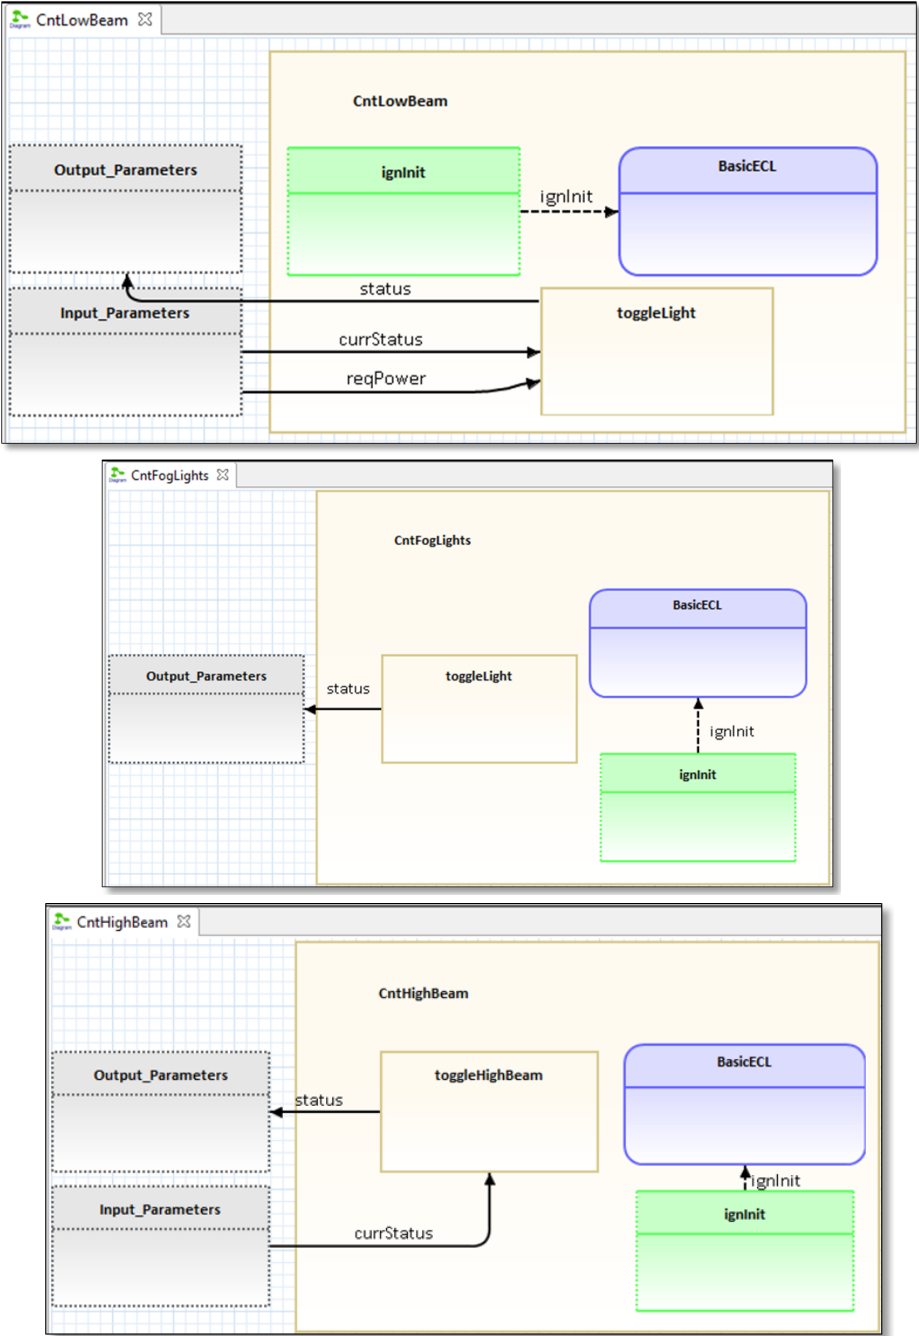 CntLowBeam
CntLowBeam
Output_Parameters
ignInit
BasicECL
ignInit
status
Input_Parameters
toggleLight
currStatus
reqPower
CntFogLights
CntFogLights
BasicECL
Output_Parameters
toggleLight
status
ignInit
ignInit
CntHighBeam
CntHighBeam
Output_Parameters
toggleHighBeam
BasicECL
status
ignInit
Input_Parameters
ignInit
currStatus